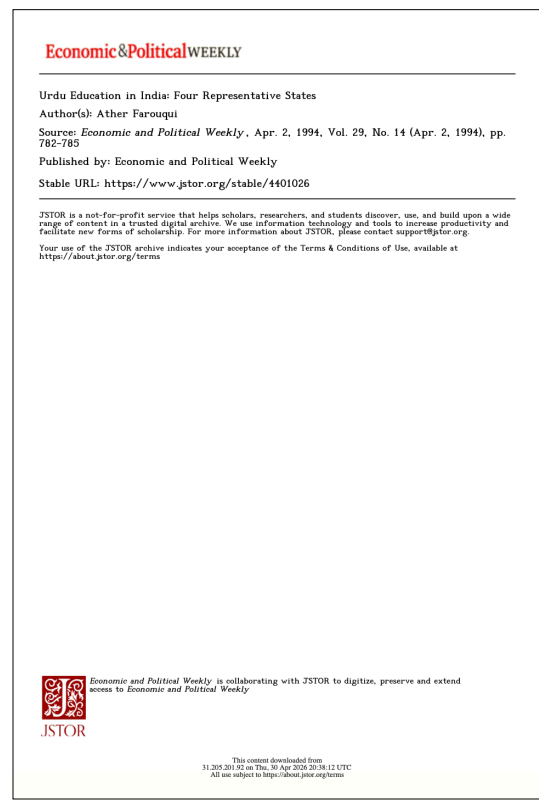 Economic&PoliticalWEEKLY
Urdu Education in India: Four Representative States
Author(s): Ather Farouqui
Source: Economic and Political Weekly, Apr. 2, 1994, Vol. 29, No. 14 (Apr. 2, 1994), pp.
782-785
Published by: Economic and Political Weekly
Stable URL: https://www.jstor.org/stable/4401026
JSTOR is a not-for-profit service that helps scholars, researchers, and students discover, use, and build upon a wide
range of content in a trusted digital archive. We use information technology and tools to increase productivity and
facilitate new forms of scholarship. For more information about JSTOR, please contact support@jstor.org.
Your use of the JSTOR archive indicates your acceptance of the Terms & Conditions of Use, available at
https://about.jstor.org/terms
Economic and Political Weekly is collaborating with JSTOR to digitize, preserve and extend
access to Economic and Political Weekly
JSTOR
This content downloaded from
31.205.201.92 on Thu, 30 Apr 2026 20:38:12 UTC
All use subject to https://about.jstor.org/terms